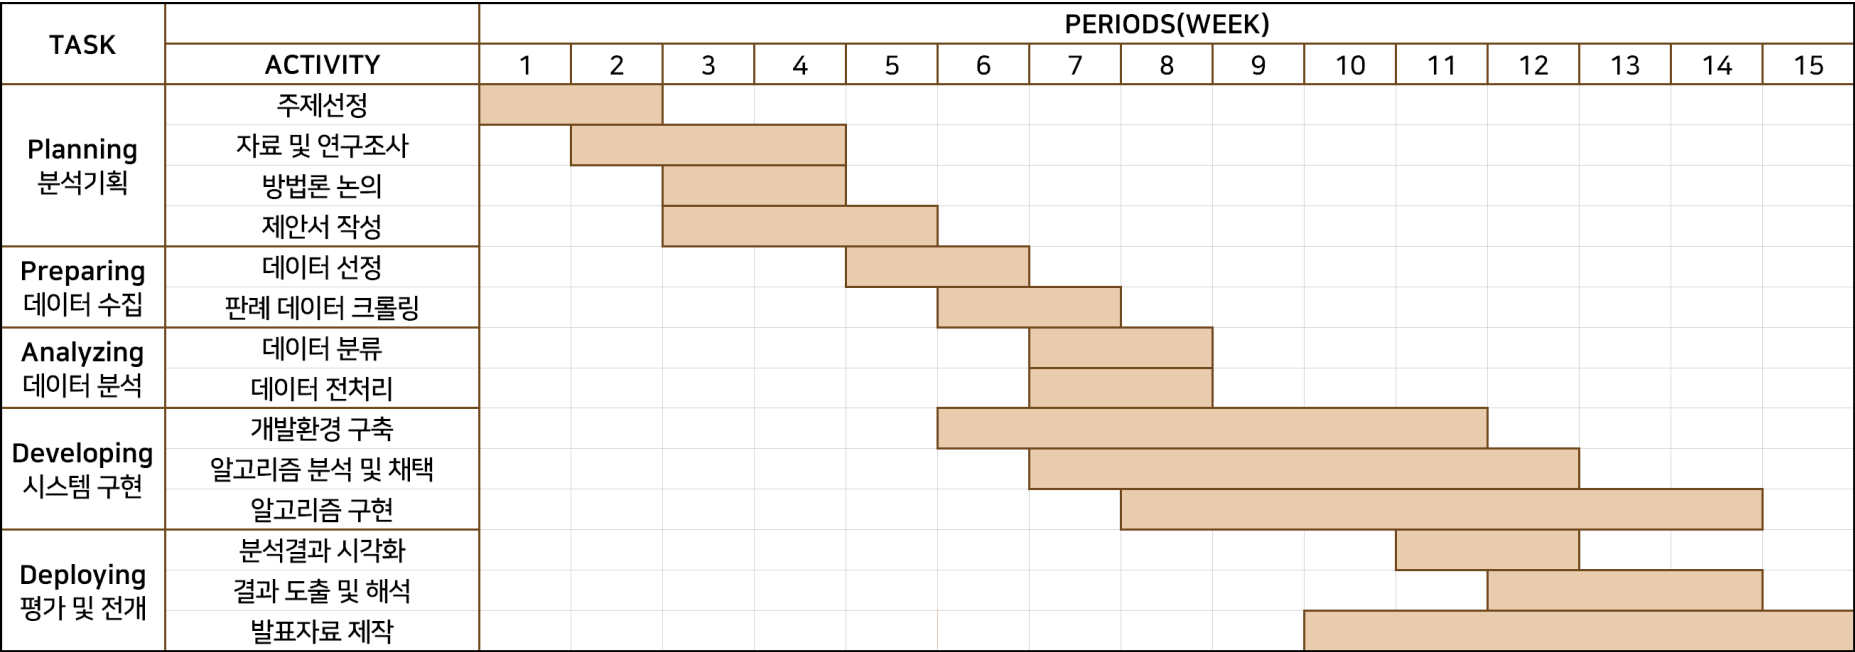 TASK
PERIODS(WEEK)
ACTIVITY 1 2 3 4 5 6 7 8 9 10 11 12 13 14 15
Planning
분석기획
주제선정
자료 및 연구조사
방법론 논의
제안서 작성
Preparing
데이터 수집
데이터 선정
판례 데이터 크롤링
Analyzing
데이터 분석
데이터 분류
데이터 전처리
Developing
시스템 구현
개발환경 구축
알고리즘 분석 및 채택
알고리즘 구현
Deploying
평가 및 전개
분석결과 시각화
결과 도출 및 해석
발표자료 제작